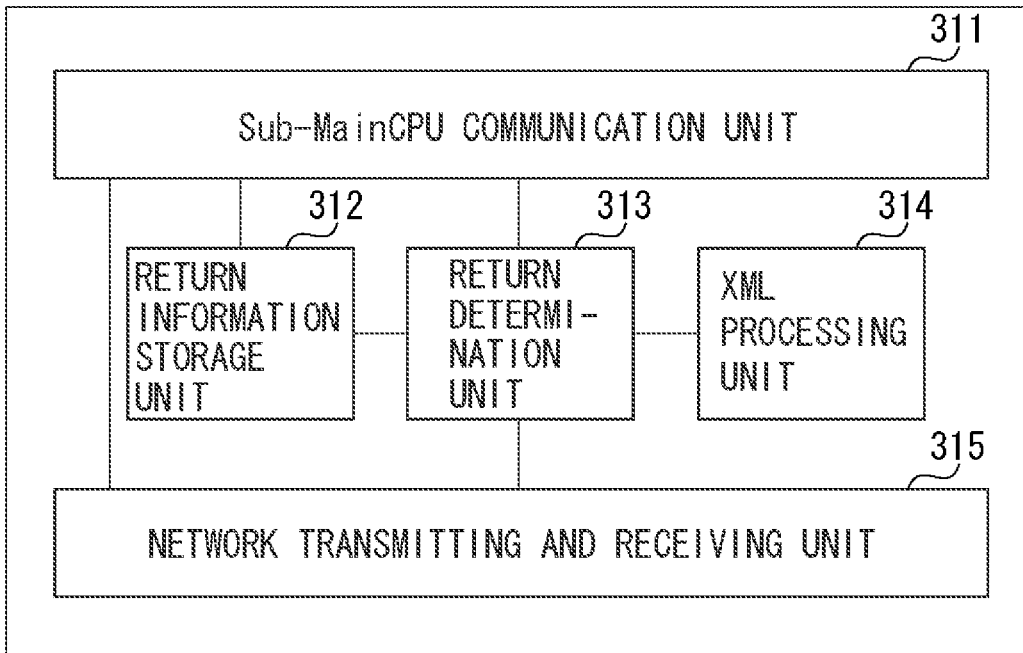 311
Sub-MainCPU COMMUNICATION UNIT
312
313
314
RETURN
INFORMATION
STORAGE
UNIT
RETURN
DETERMI-
NATION
UNIT
XML
PROCESSING
UNIT
315
NETWORK TRANSMITTING AND RECEIVING UNIT